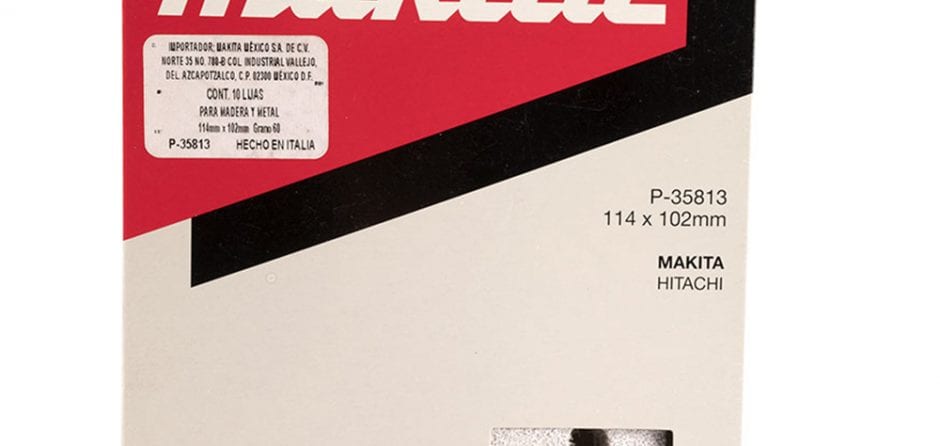 makita
IMPORTADOR: MAKITA MÉXICO S.A. DE C.V.
NORTE 35 NO. 780-B COL. INDUSTRIAL VALLEJO,
DEL. AZCAPOTZALCO, C.P. 02300 MÉXICO D.F.
CONT. 10 LIJAS
PARA MADERA Y METAL
114mm x 102mm Grano 60
P-35813 HECHO EN ITALIA
P-35813
114 x 102mm
MAKITA
HITACHI